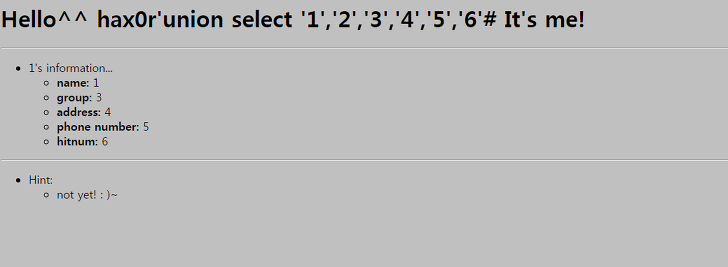 Hello^^ hax0r'union select '1','2','3','4','5','6'# It's me!
1's information...
name: 1
group: 3
address: 4
phone number: 5
hitnum: 6
Hint:
not yet! : )~